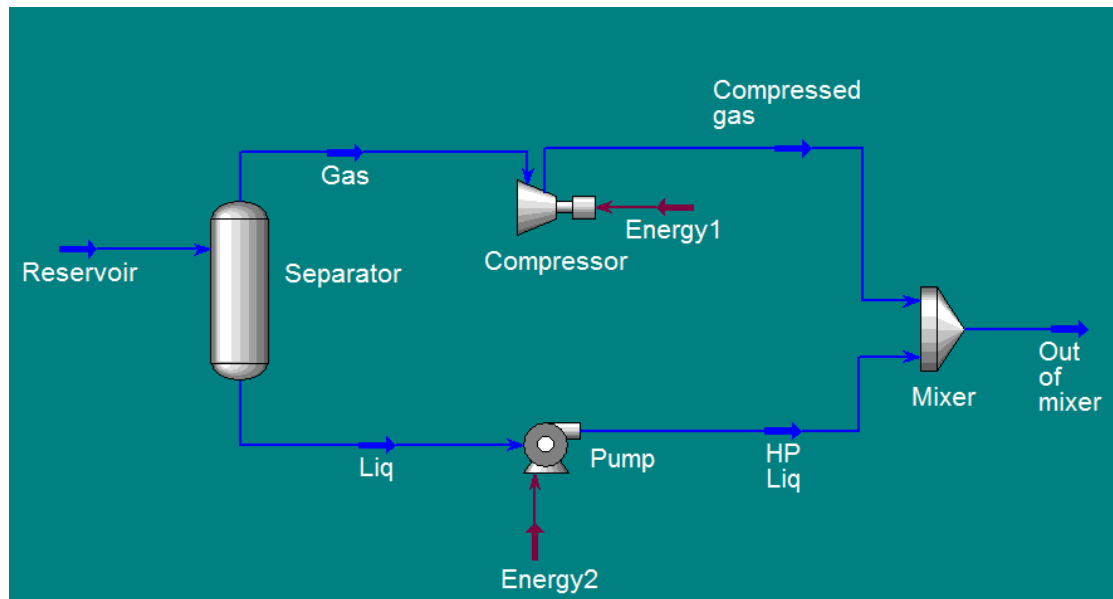 Compressed
gas
Gas
Energy1
Compressor
Reservoir
Separator
Out
of
mixer
Mixer
Liq
Pump
HP
Liq
Energy2